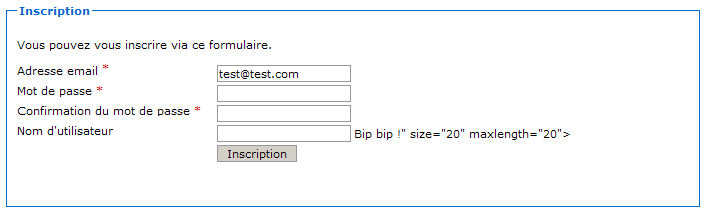 Inscription
Vous pouvez vous inscrire via ce formulaire.
Adresse email * test@test.com
Mot de passe *
Confirmation du mot de passe *
Nom d'utilisateur Bip bip !" size="20" maxlength="20">
Inscription